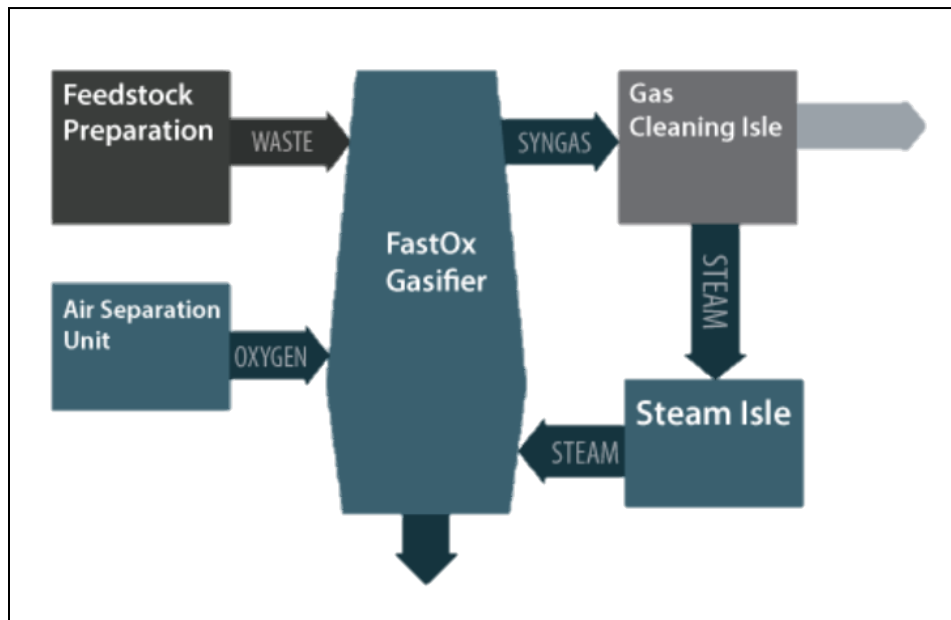 Feedstock
Preparation
WASTE
SYNGAS
Gas
Cleaning Isle
FastOx
Gasifier
Air Separation
Unit
OXYGEN
STEAM
Steam Isle
STEAM